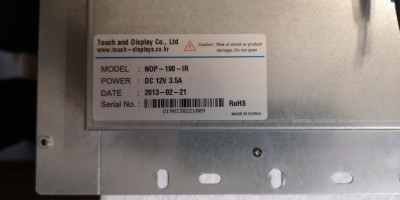 Touch and Display Co., Ltd
www.touch-displays.co.kr
Caution : Risk of shock or product
damage, Do not open
MODEL : NOP-190-IR
POWER : DC 12V 3.5A
DATE : 2013-02-21
Serial No. : RoHS
0190130221009
MADE IN KOREA